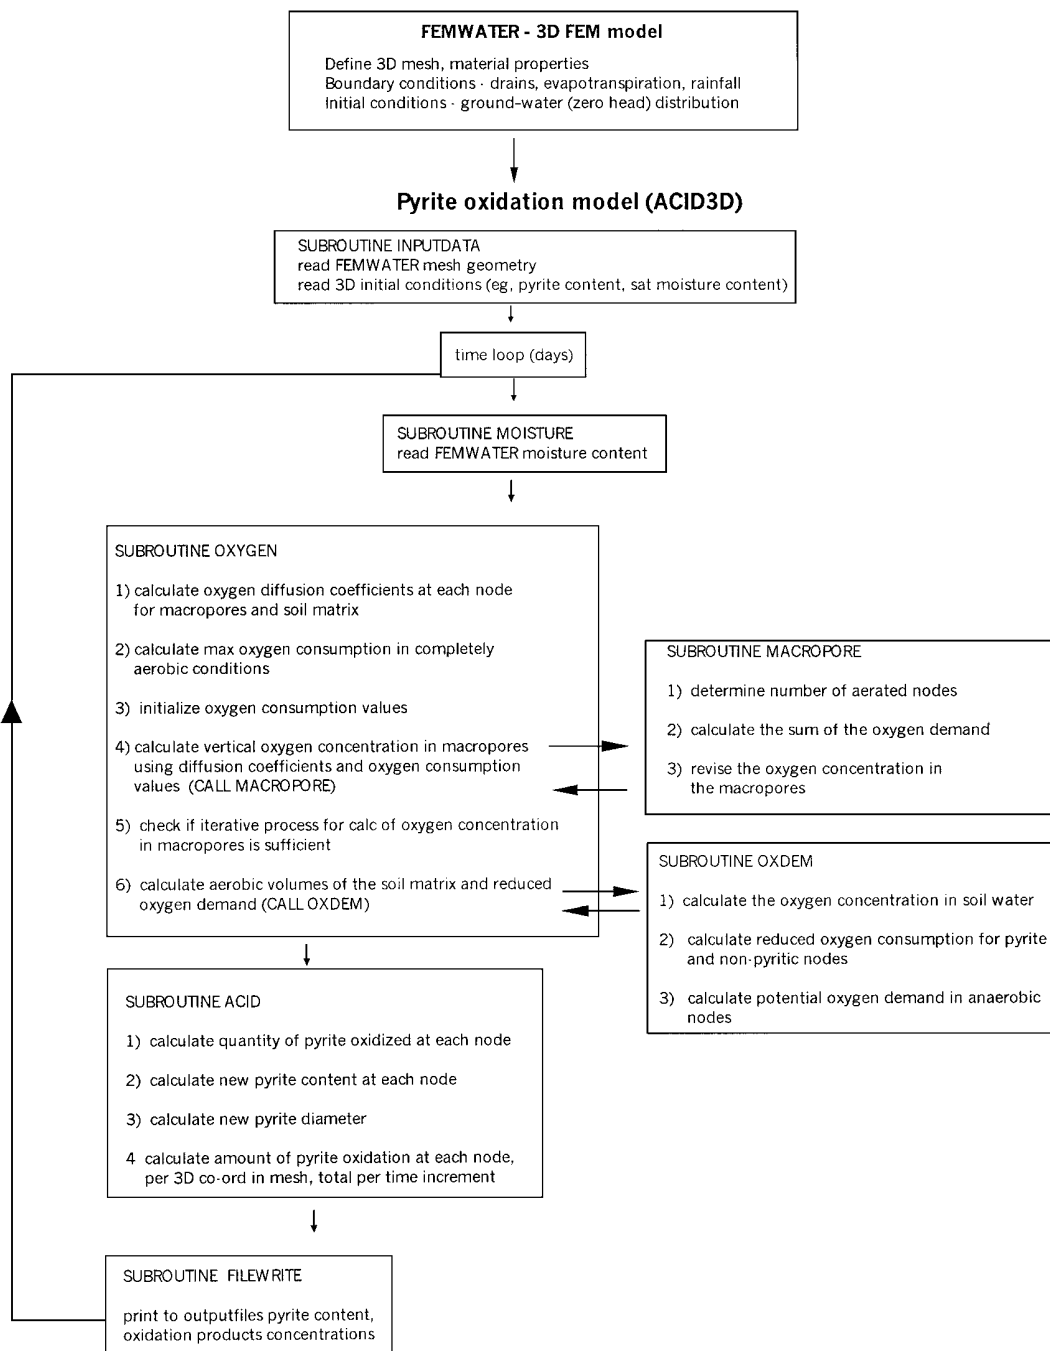 FEMWATER - 3D FEM model
Define 3D mesh, material properties
Boundary conditions - drains, evapotranspiration, rainfall
Initial conditions - ground-water (zero head) distribution
Pyrite oxidation model (ACID3D)
SUBROUTINE INPUTDATA
read FEMWATER mesh geometry
read 3D initial conditions (eg, pyrite content, sat moisture content)
time loop (days)
SUBROUTINE MOISTURE
read FEMWATER moisture content
SUBROUTINE OXYGEN
1) calculate oxygen diffusion coefficients at each node
for macropores and soil matrix
2) calculate max oxygen consumption in completely
aerobic conditions
3) initialize oxygen consumption values
4) calculate vertical oxygen concentration in macropores
using diffusion coefficients and oxygen consumption
values (CALL MACROPORE)
5) check if iterative process for calc of oxygen concentration
in macropores is sufficient
6) calculate aerobic volumes of the soil matrix and reduced
oxygen demand (CALL OXDEM)
SUBROUTINE MACROPORE
1) determine number of aerated nodes
2) calculate the sum of the oxygen demand
3) revise the oxygen concentration in
the macropores
SUBROUTINE OXDEM
1) calculate the oxygen concentration in soil water
2) calculate reduced oxygen consumption for pyrite
and non-pyritic nodes
3) calculate potential oxygen demand in anaerobic
nodes
SUBROUTINE ACID
1) calculate quantity of pyrite oxidized at each node
2) calculate new pyrite content at each node
3) calculate new pyrite diameter
4 calculate amount of pyrite oxidation at each node,
per 3D co-ord in mesh, total per time increment
SUBROUTINE FILEWRITE
print to outputfiles pyrite content,
oxidation products concentrations